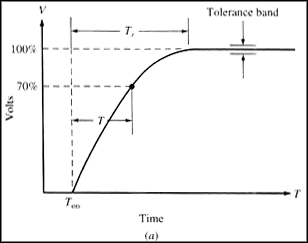 V
T_r
Tolerance band
100%
70%
Volts
T
T_on
T
Time
(a)